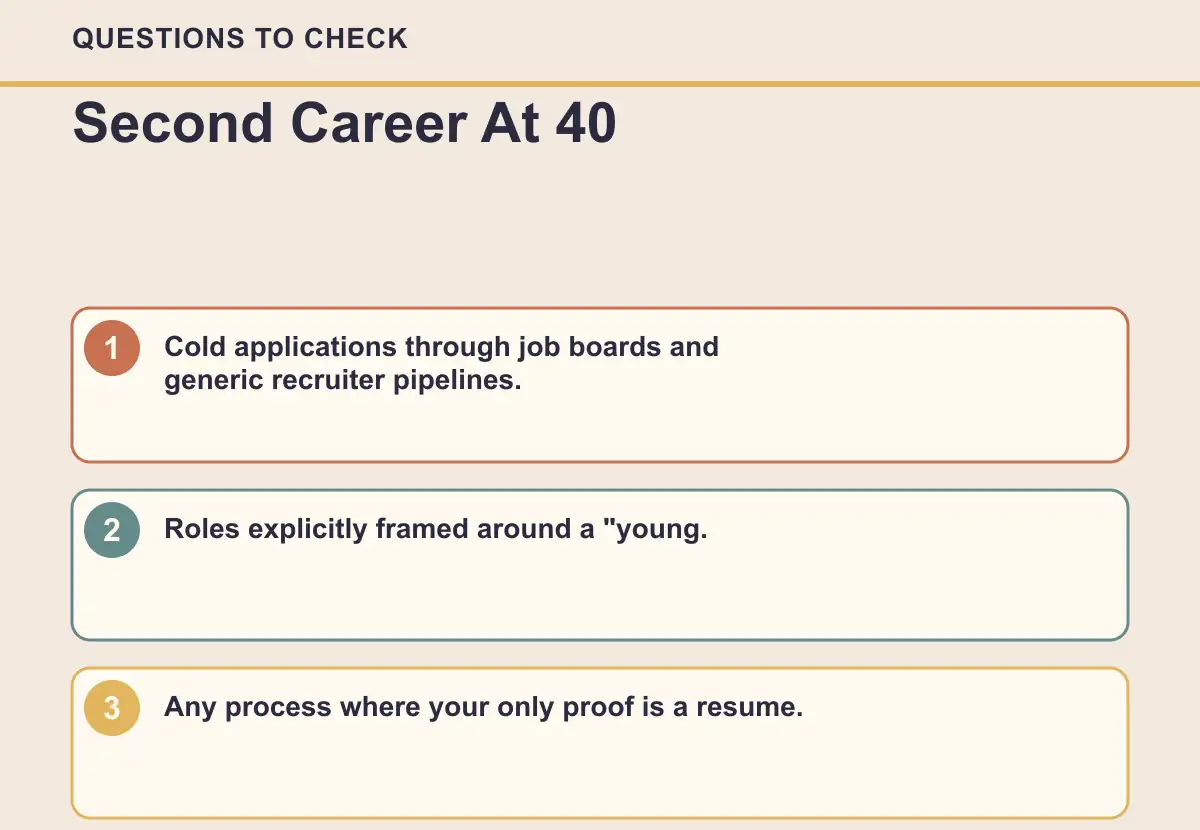 QUESTIONS TO CHECK
Second Career At 40
1
Cold applications through job boards and
generic recruiter pipelines.
2
Roles explicitly framed around a "young.
3
Any process where your only proof is a resume.